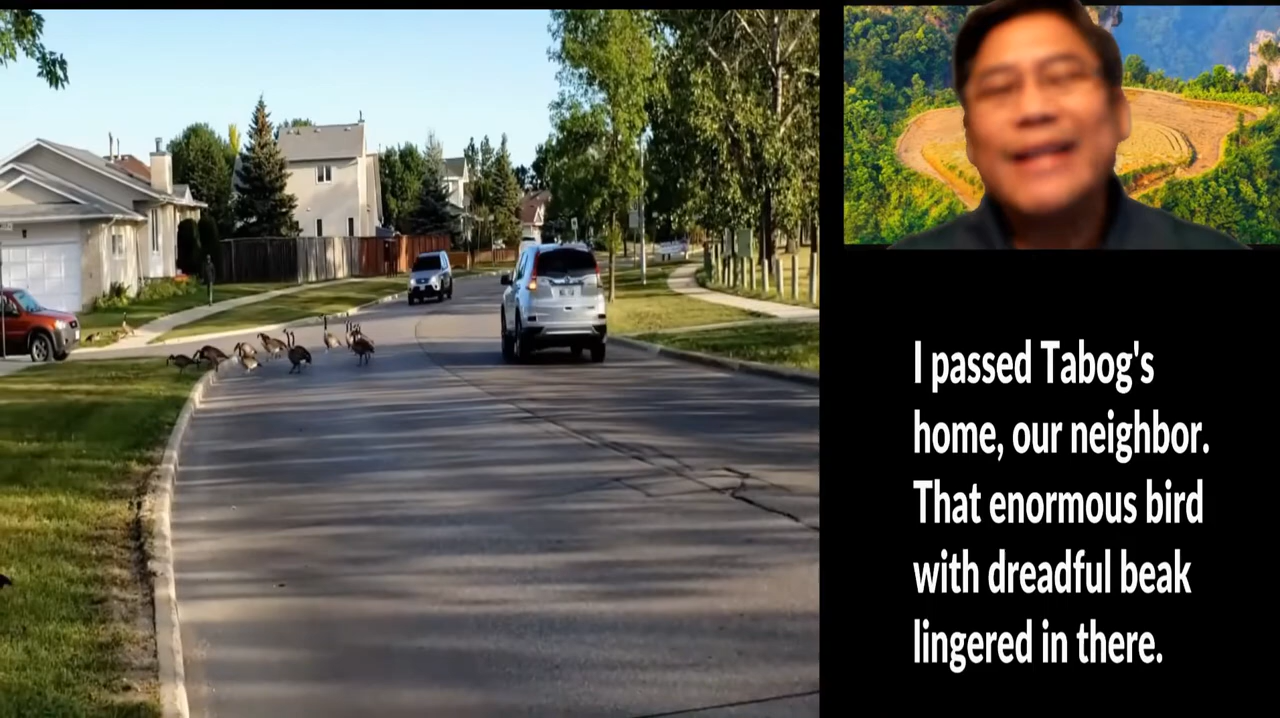 I passed Tabog's
home, our neighbor.
That enormous bird
with dreadful beak
lingered in there.